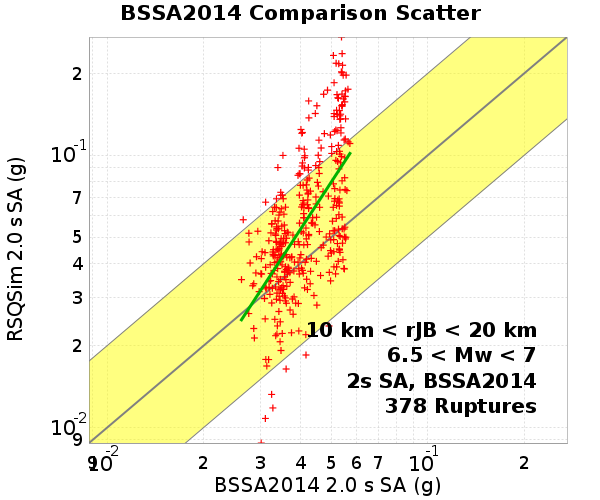 BSSA2014 Comparison Scatter
RSQSim 2.0 s SA (g)
2
10-1
7
5
4
3
2
10-2
9
10 km < rJB < 20 km
6.5 < Mw < 7
2s SA, BSSA2014
378 Ruptures
9 10-2 2 3 4 5 6 7 10-1 2
BSSA2014 2.0 s SA (g)